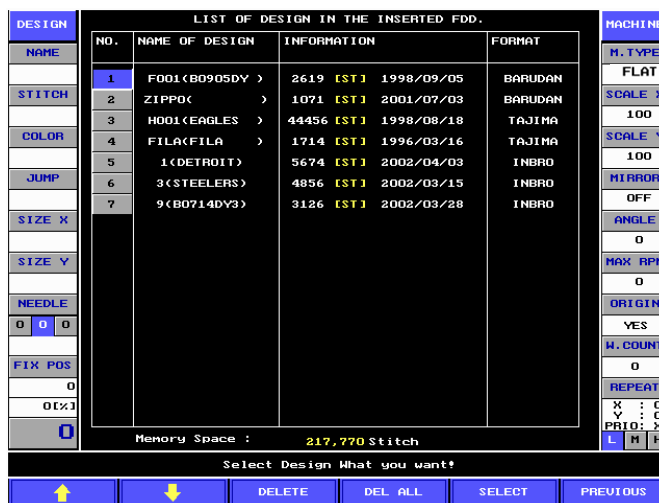 DESIGN
LIST OF DESIGN IN THE INSERTED FDD.
MACHINE
NO. NAME OF DESIGN INFORMATION FORMAT
NAME
M.TYPE
FLAT
1 F001(B0905DY ) 2619 [ST] 1998/09/05 BARUDAN
STITCH
2 ZIPPO( ) 1071 [ST] 2001/07/03 BARUDAN
SCALE X
100
3 H001(EAGLES ) 44456 [ST] 1998/08/18 TAJIMA
COLOR
4 FILA(FILA ) 1714 [ST] 1996/03/16 TAJIMA
SCALE Y
100
5 1(DETROIT) 5674 [ST] 2002/04/03 INBRO
JUMP
6 3(STEELERS) 4856 [ST] 2002/03/15 INBRO
MIRROR
OFF
7 9(B0714DY3) 3126 [ST] 2002/03/28 INBRO
SIZE X
ANGLE
0
SIZE Y
MAX RPM
0
NEEDLE
ORIGIN
0 0 0
YES
W.COUNT
FIX POS
0
0
REPEAT
0[%]
X : 0
Y : 0
PRIO: X
0
Memory Space : 217,770 Stitch
L M H
Select Design What you want!
DELETE DEL ALL SELECT PREVIOUS